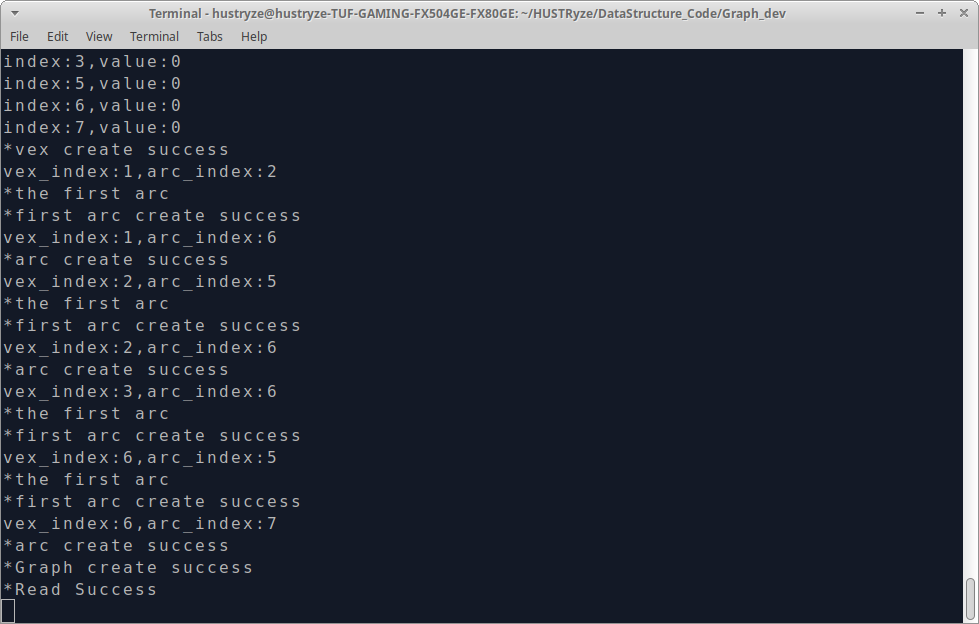 Terminal - hustryze@hustryze-TUF-GAMING-FX504GE-FX80GE: ~/HUSTRyze/DataStructure_Code/Graph_dev
File Edit View Terminal Tabs Help
index:3,value:0
index:5,value:0
index:6,value:0
index:7,value:0
*vex create success
vex_index:1,arc_index:2
*the first arc
*first arc create success
vex_index:1,arc_index:6
*arc create success
vex_index:2,arc_index:5
*the first arc
*first arc create success
vex_index:2,arc_index:6
*arc create success
vex_index:3,arc_index:6
*the first arc
*first arc create success
vex_index:6,arc_index:5
*the first arc
*first arc create success
vex_index:6,arc_index:7
*arc create success
*Graph create success
*Read Success